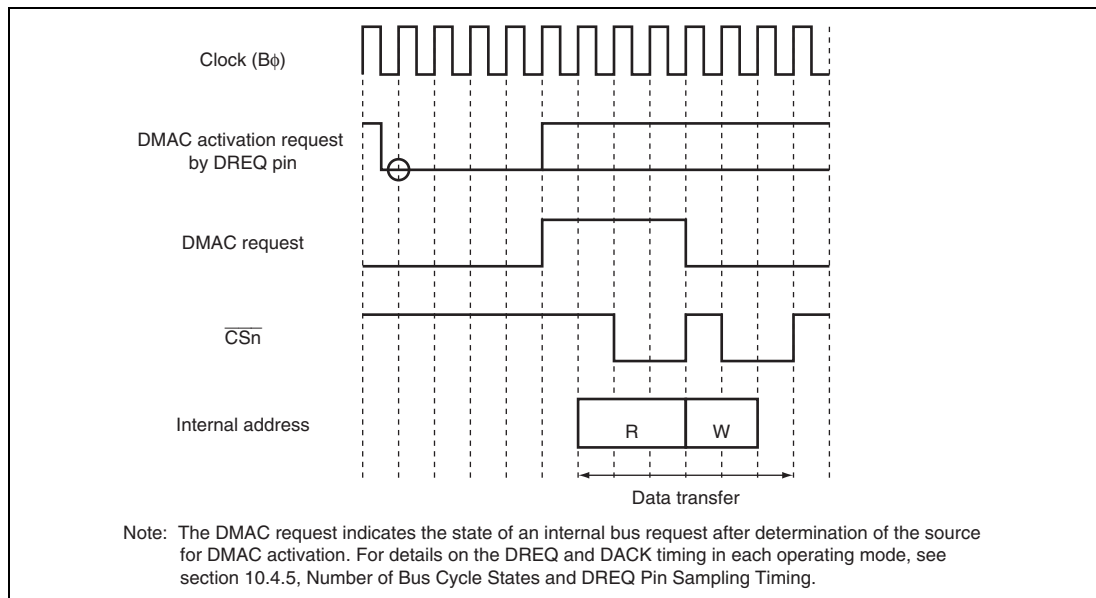 Clock (Bϕ)
DMAC activation request
by DREQ pin
DMAC request
CSn
Internal address
R
W
Data transfer
Note: The DMAC request indicates the state of an internal bus request after determination of the source
for DMAC activation. For details on the DREQ and DACK timing in each operating mode, see
section 10.4.5, Number of Bus Cycle States and DREQ Pin Sampling Timing.